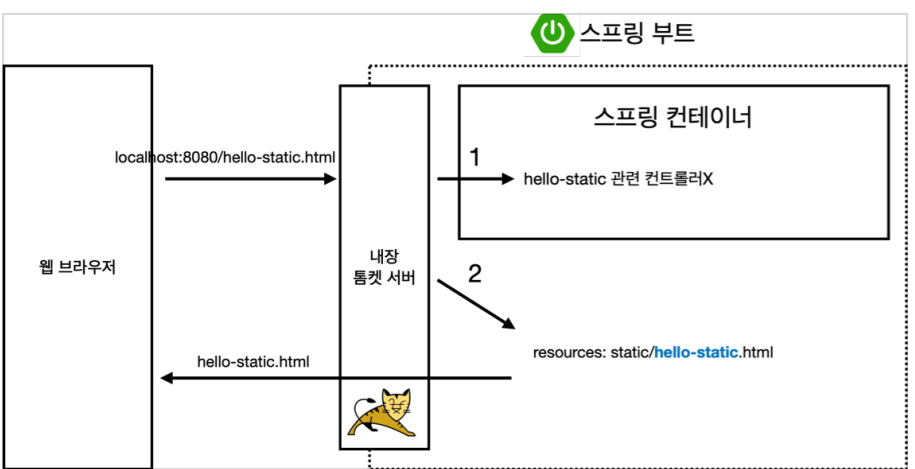 스프링 부트
스프링 컨테이너
localhost:8080/hello-static.html
1
hello-static 관련 컨트롤러X
웹 브라우저
내장
톰켓 서버
2
resources: static/hello-static.html
hello-static.html